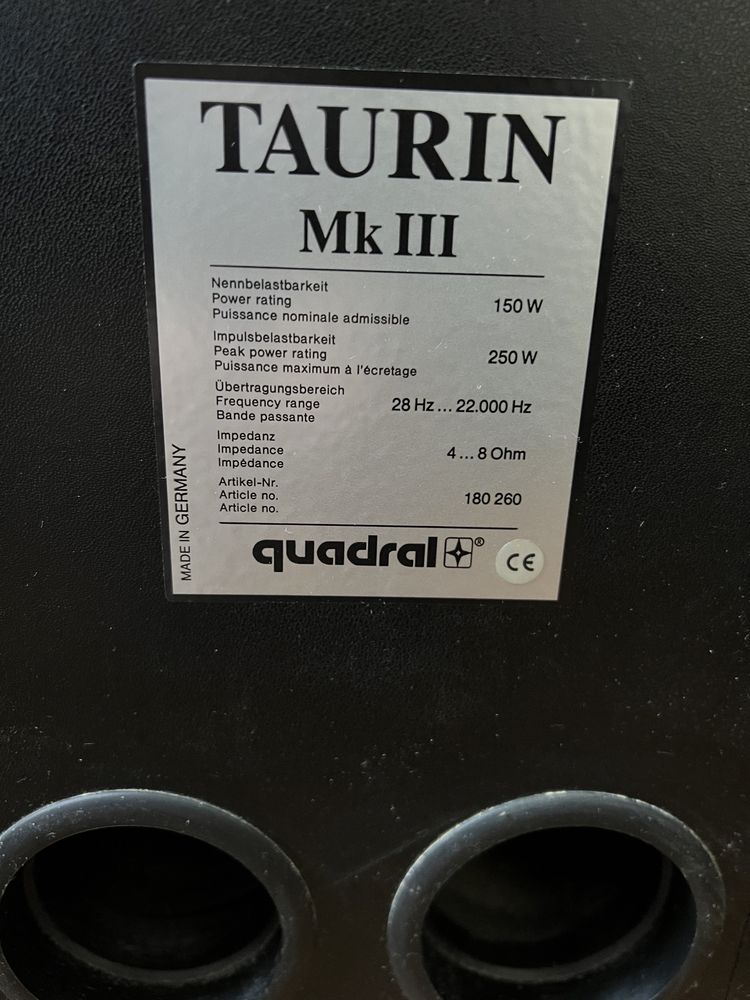 TAURIN
Mk III
Nennbelastbarkeit
Power rating
Puissance nominale admissible
150 W
Impulsbelastbarkeit
Peak power rating
Puissance maximum à l'écretage
250 W
Übertragungsbereich
Frequency range
Bande passante
28 Hz ... 22.000 Hz
Impedanz
Impedance
Impédance
4 ... 8 Ohm
Artikel-Nr.
Article no.
Article no.
180 260
MADE IN GERMANY
quadral ®
CE